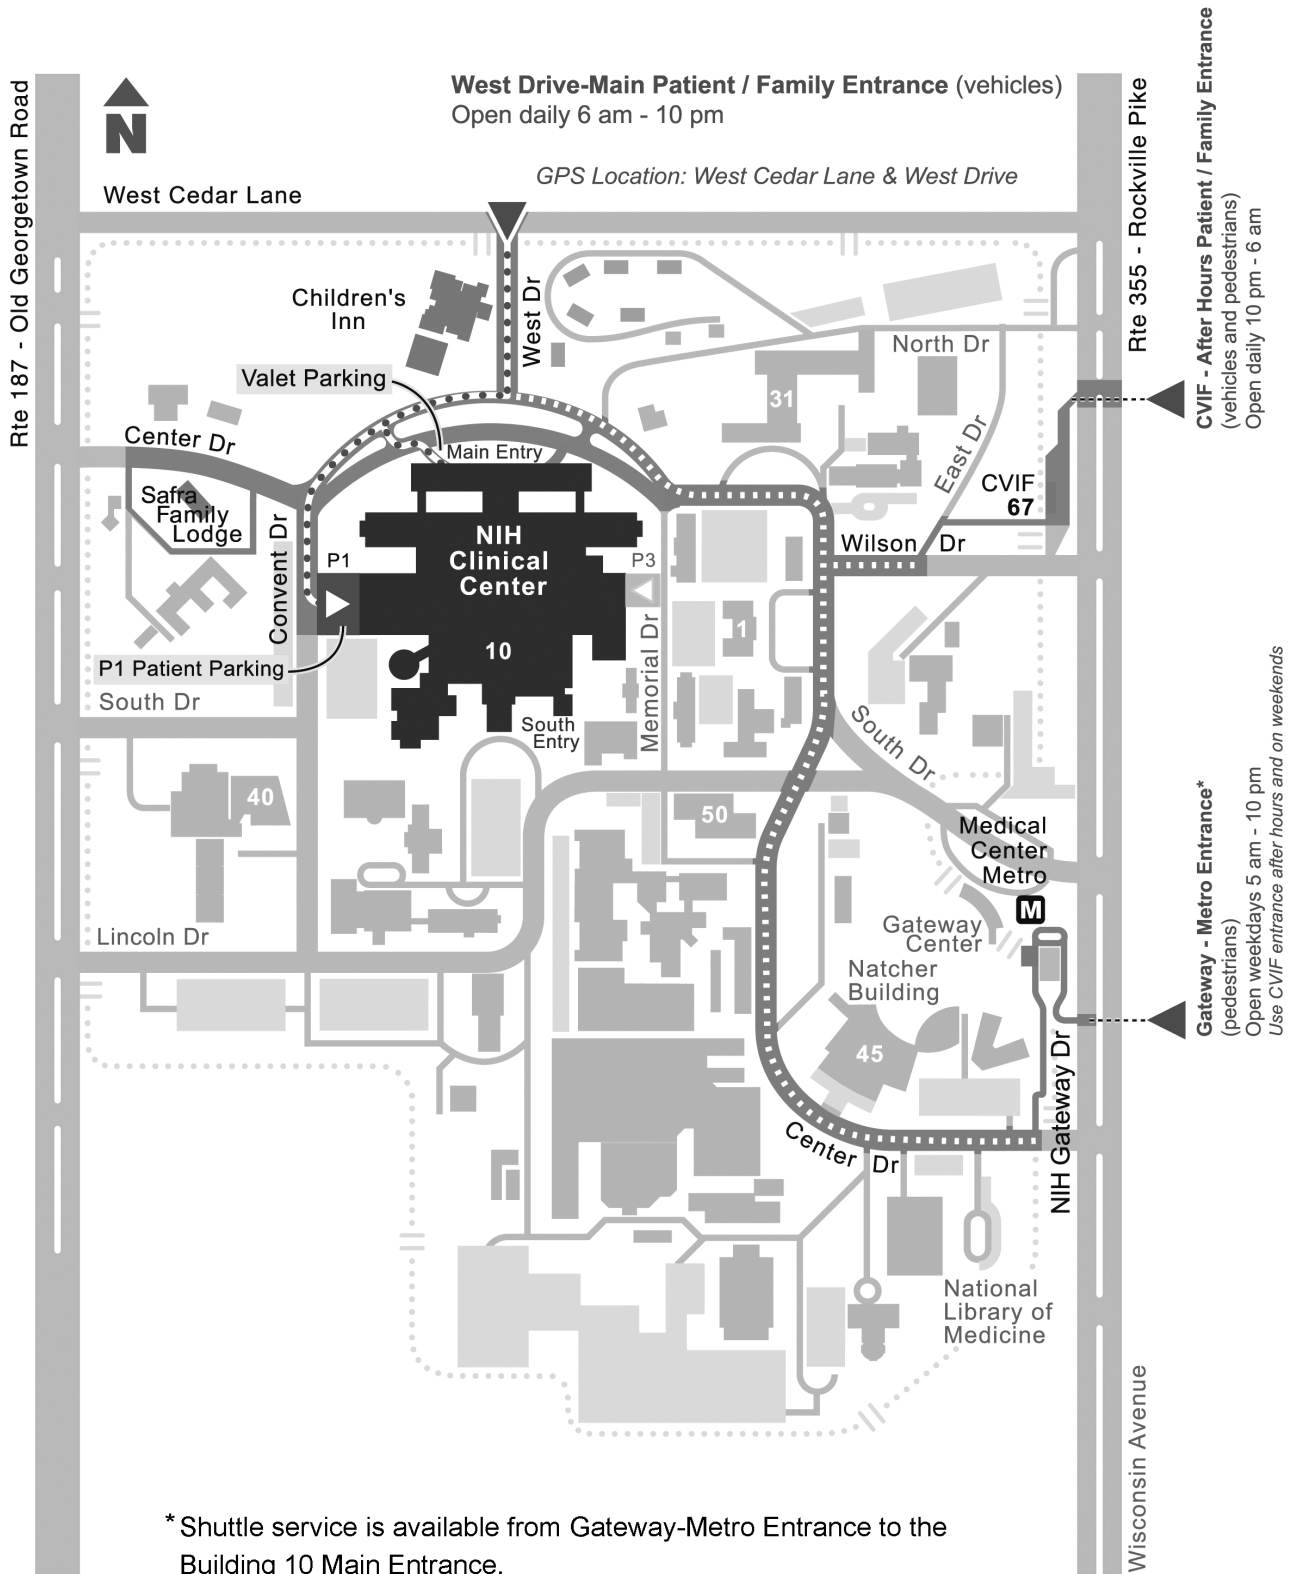 West Drive-Main Patient / Family Entrance (vehicles)
Open daily 6 am - 10 pm
GPS Location: West Cedar Lane & West Drive
N
West Cedar Lane
Rte 187 - Old Georgetown Road
Rte 355 - Rockville Pike
CVIF - After Hours Patient / Family Entrance
(vehicles and pedestrians)
Open daily 10 pm - 6 am
Children's
Inn
West Dr
North Dr
Valet Parking
31
Center Dr
Main Entry
East Dr
CVIF
67
Safra
Family
Lodge
NIH
Clinical
Center
Convent Dr
P1
P3
Wilson Dr
1
10
Memorial Dr
P1 Patient Parking
South Dr
South
Entry
South Dr
40
50
Medical
Center
Metro
M
Gateway
Center
Lincoln Dr
Natcher
Building
45
Gateway - Metro Entrance*
(pedestrians)
Open weekdays 5 am - 10 pm
Use CVIF entrance after hours and on weekends
NIH Gateway Dr
Center Dr
National
Library of
Medicine
Wisconsin Avenue
* Shuttle service is available from Gateway-Metro Entrance to the
Building 10 Main Entrance.